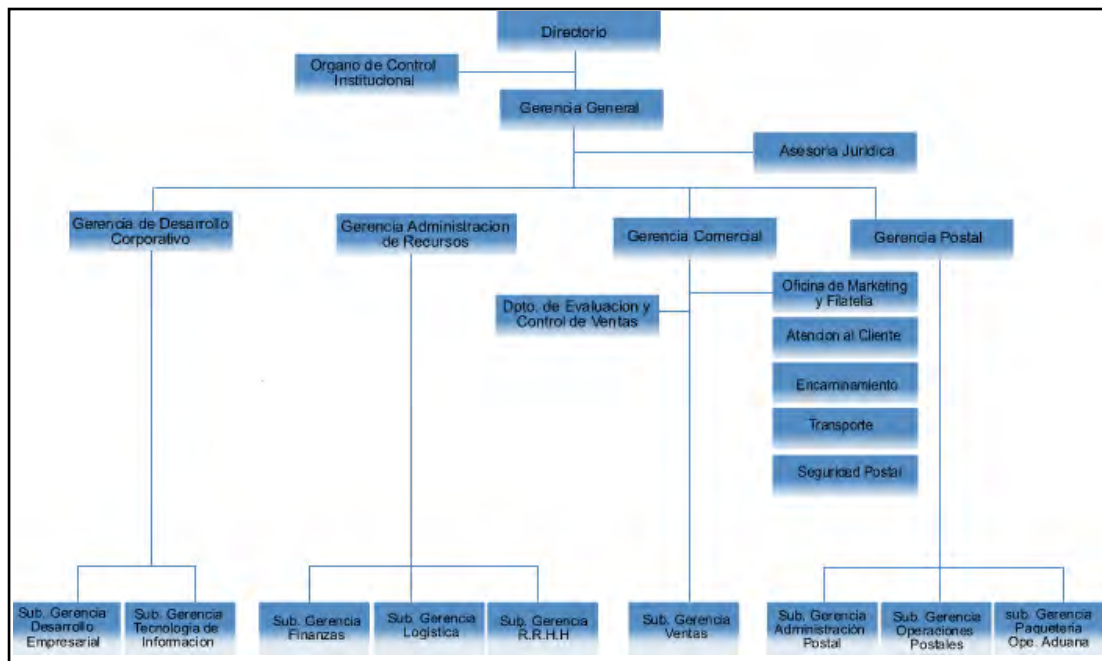 Directorio
Organo de Control
Institucional
Gerencia General
Asesoria Juridica
Gerencia de Desarrollo
Corporativo
Gerencia Administracion
de Recursos
Gerencia Comercial
Gerencia Postal
Oficina de Marketing
y Filatelia
Dpto. de Evaluacion y
Control de Ventas
Atencion al Cliente
Encaminamiento
Transporte
Seguridad Postal
Sub. Gerencia
Desarrollo
Empresarial
Sub. Gerencia
Tecnologia de
Informacion
Sub. Gerencia
Finanzas
Sub. Gerencia
Logistica
Sub. Gerencia
R.R.H.H
Sub. Gerencia
Ventas
Sub. Gerencia
Administración
Postal
Sub. Gerencia
Operaciones
Postales
sub. Gerencia
Paqueteria
Ope. Aduana